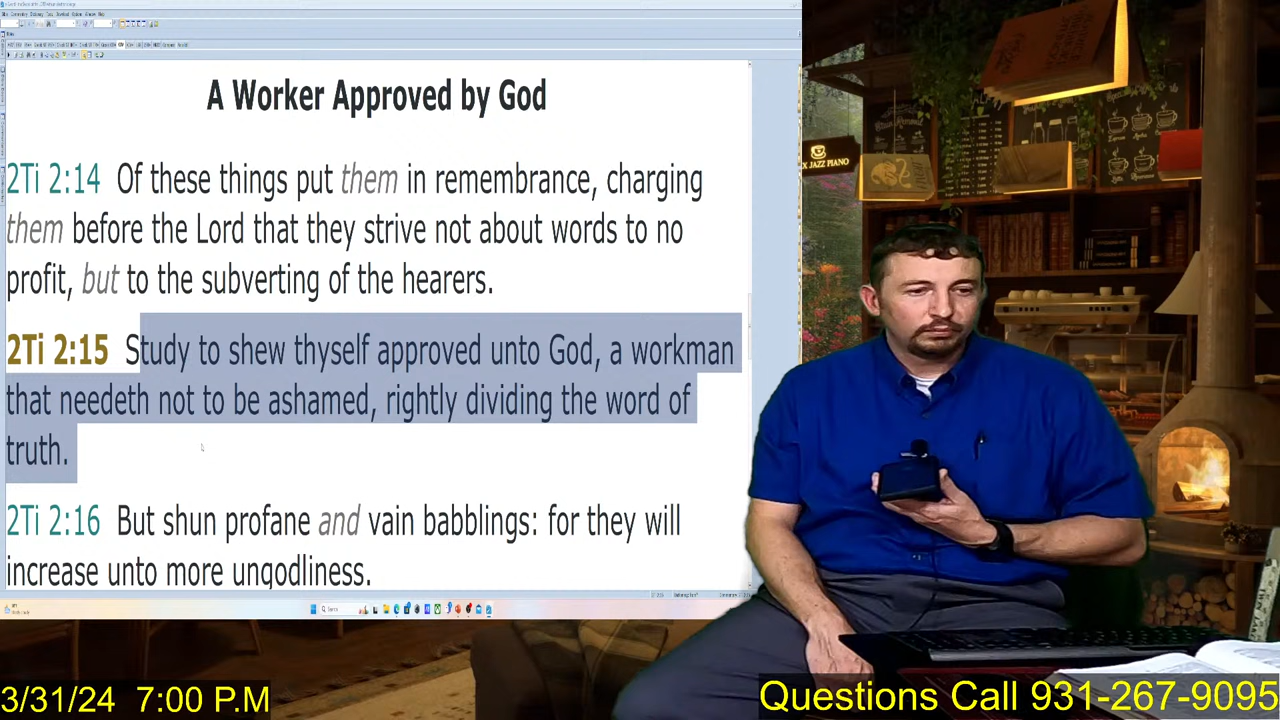 A Worker Approved by God
2Ti 2:14 Of these things put them in remembrance, charging
them before the Lord that they strive not about words to no
profit, but to the subverting of the hearers.
2Ti 2:15 Study to shew thyself approved unto God, a workman
that needeth not to be ashamed, rightly dividing the word of
truth.
2Ti 2:16 But shun profane and vain babblings: for they will
increase unto more ungodliness.
X JAZZ PIANO
3/31/24 7:00 P.M
Questions Call 931-267-9095